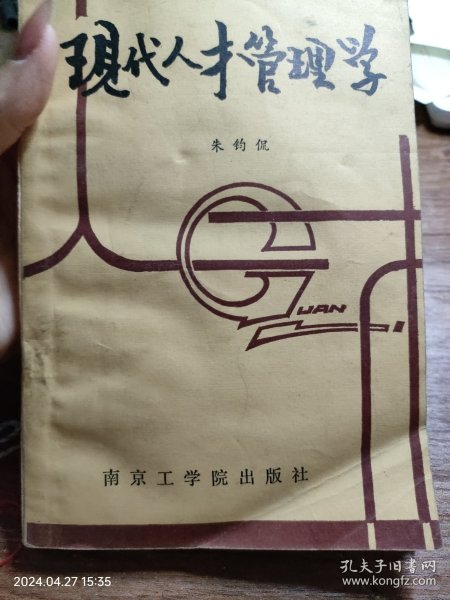 现代人才管理学
朱钧侃
GUAN
南京工学院出版社
2024.04.27 15:35
孔夫子旧书网
www.kongfz.com